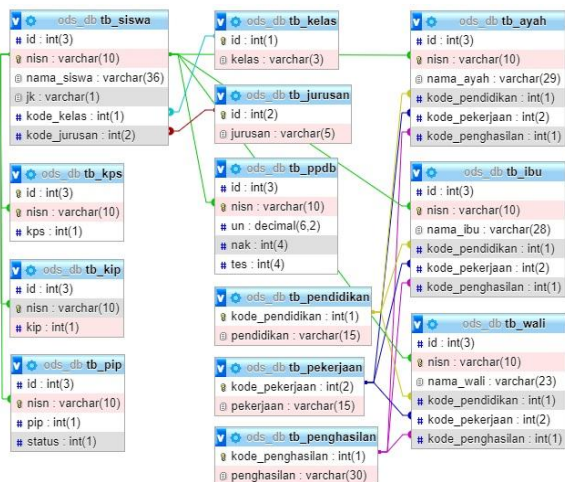 ods_db tb_siswa
# id : int(3)
nisn : varchar(10)
nama_siswa : varchar(36)
jk : varchar(1)
# kode_kelas : int(1)
# kode_jurusan : int(2)
ods_db tb_kps
id : int(3)
nisn : varchar(10)
# kps : int(1)
ods_db tb_kip
# id : int(3)
nisn : varchar(10)
# kip : int(1)
ods_db tb_pip
# id : int(3)
nisn : varchar(10)
# pip : int(1)
# status : int(1)
ods_db tb_kelas
id : int(1)
kelas : varchar(3)
ods_db tb_jurusan
id : int(2)
jurusan : varchar(5)
ods_db tb_ppdb
# id : int(3)
nisn : varchar(10)
# un : decimal(6,2)
# nak : int(4)
# tes : int(4)
ods_db tb_pendidikan
kode_pendidikan : int(1)
pendidikan : varchar(15)
ods_db tb_pekerjaan
kode_pekerjaan : int(2)
pekerjaan : varchar(15)
ods_db tb_penghasilan
kode_penghasilan : int(1)
penghasilan : varchar(30)
ods_db tb_ayah
# id : int(3)
nisn : varchar(10)
nama_ayah : varchar(29)
# kode_pendidikan : int(1)
# kode_pekerjaan : int(2)
# kode_penghasilan : int(1)
ods_db tb_ibu
# id : int(3)
nisn : varchar(10)
nama_ibu : varchar(28)
# kode_pendidikan : int(1)
# kode_pekerjaan : int(2)
# kode_penghasilan : int(1)
ods_db tb_wali
# id : int(3)
nisn : varchar(10)
nama_wali : varchar(23)
# kode_pendidikan : int(1)
# kode_pekerjaan : int(2)
# kode_penghasilan : int(1)